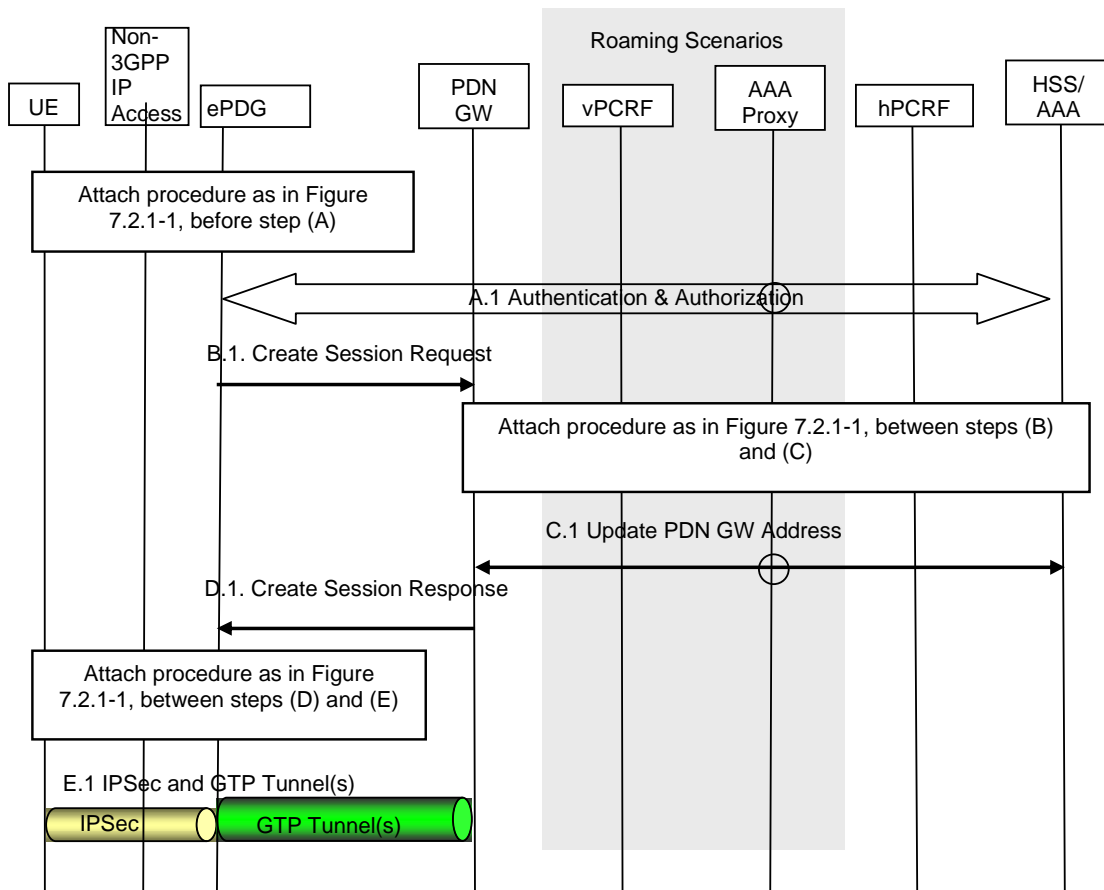 Roaming Scenarios
UE
Non-
3GPP
IP
Access
ePDG
PDN
GW
vPCRF
AAA
Proxy
hPCRF
HSS/
AAA
Attach procedure as in Figure
7.2.1-1, before step (A)
A.1 Authentication & Authorization
B.1. Create Session Request
Attach procedure as in Figure 7.2.1-1, between steps (B)
and (C)
C.1 Update PDN GW Address
D.1. Create Session Response
Attach procedure as in Figure
7.2.1-1, between steps (D) and (E)
E.1 IPSec and GTP Tunnel(s)
IPSec
GTP Tunnel(s)